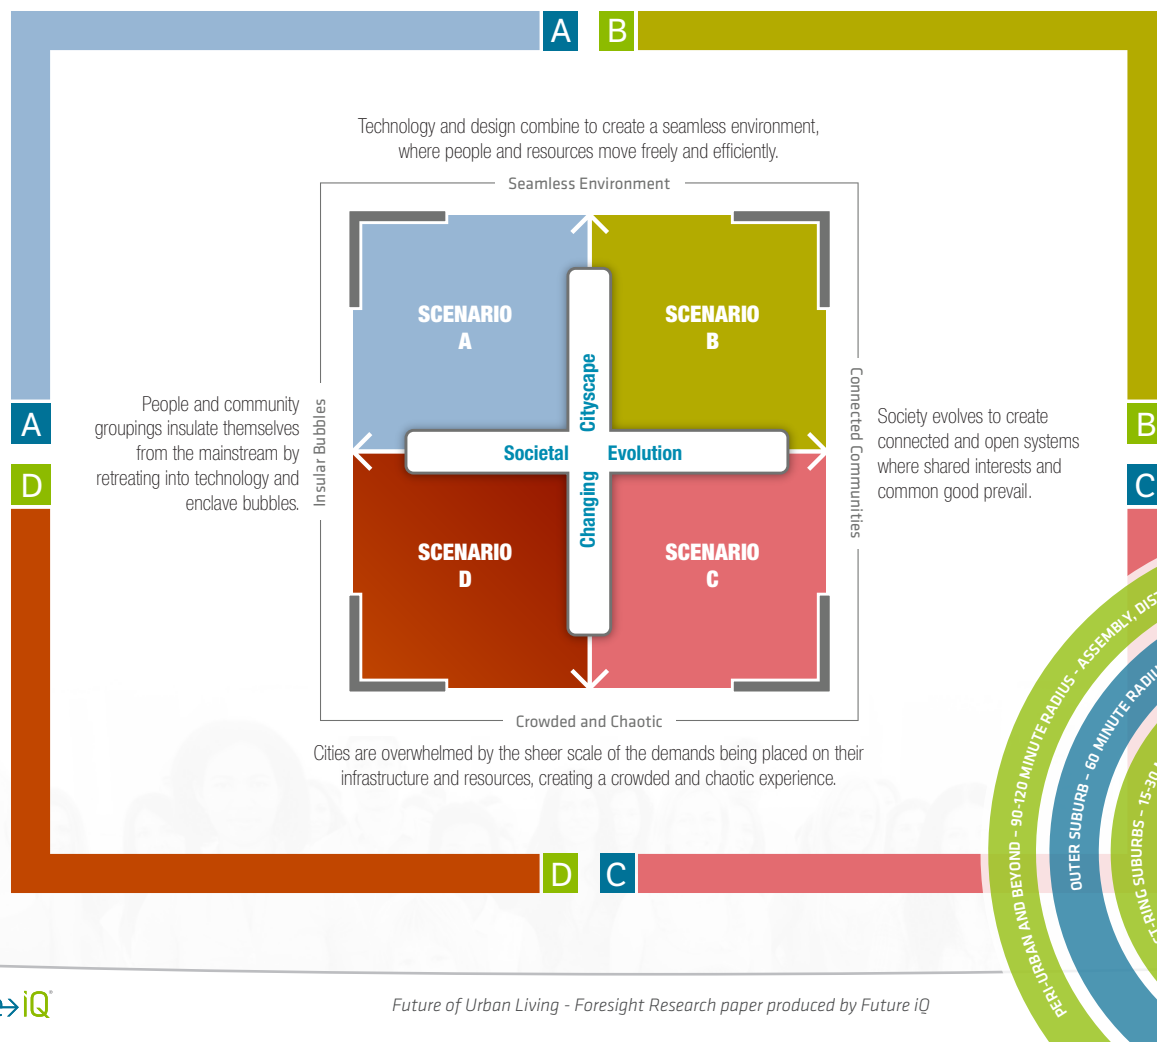 A B
Technology and design combine to create a seamless environment,
where people and resources move freely and efficiently.
Seamless Environment
SCENARIO
A
SCENARIO
B
Changing Cityscape
Societal Evolution
People and community
groupings insulate themselves
from the mainstream by
retreating into technology and
enclave bubbles.
Insular Bubbles
Connected Communities
Society evolves to create
connected and open systems
where shared interests and
common good prevail.
A
D
B
C
SCENARIO
D
SCENARIO
C
Crowded and Chaotic
Cities are overwhelmed by the sheer scale of the demands being placed on their
infrastructure and resources, creating a crowded and chaotic experience.
D C
PERI-URBAN AND BEYOND – 90-120 MINUTE RADIUS - ASSEMBLY,
OUTER SUBURB – 60 MINUTE
SUBURBS – 15-30
iQ
Future of Urban Living - Foresight Research paper produced by Future iQ